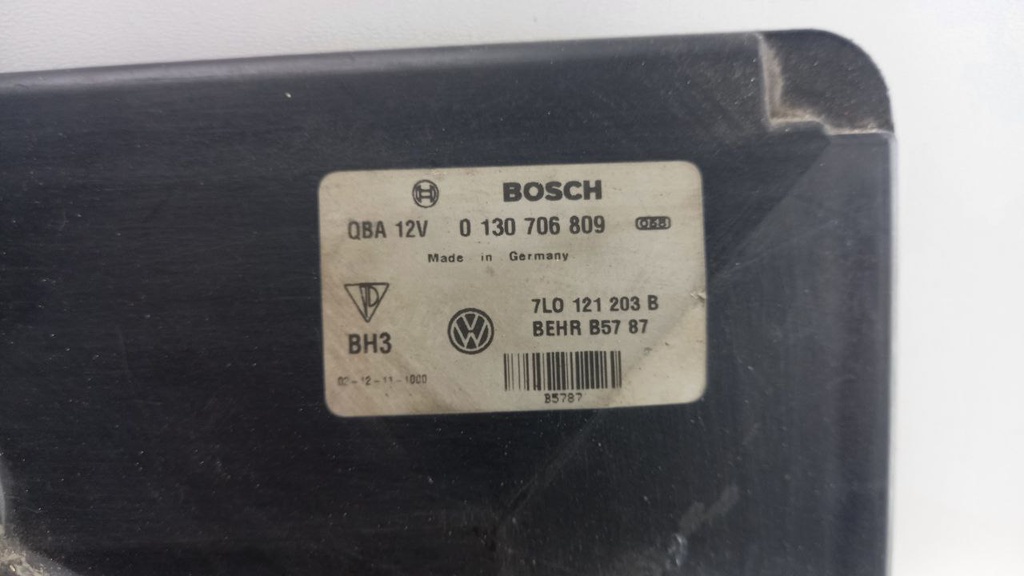 BOSCH
QBA 12V 0 130 706 809 068
Made in Germany
7L0 121 203 B
BEHR B57 87
BH3
02-12-11-1000
B5787